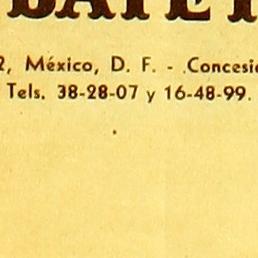 2, México, D. F. - Concesi
Tels. 38-28-07 y 16-48-99.